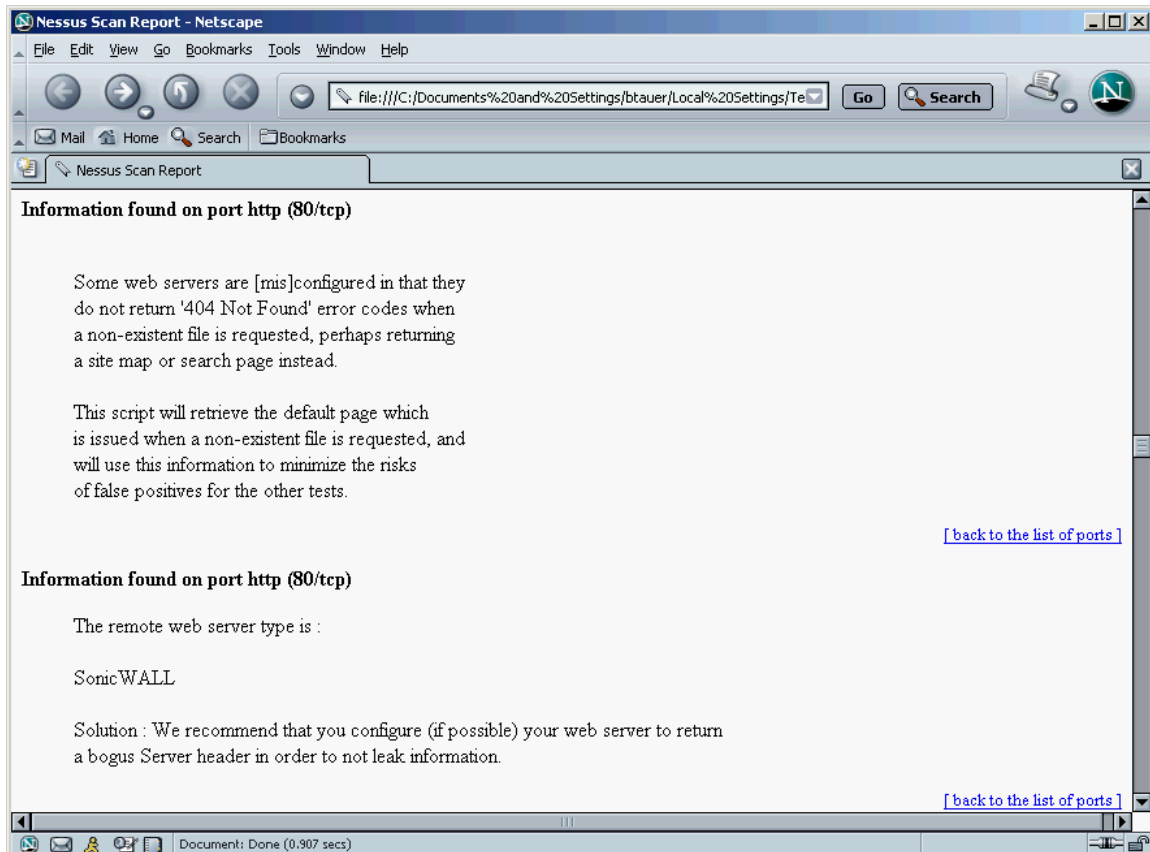 Nessus Scan Report - Netscape
File Edit View Go Bookmarks Tools Window Help
file:///C:/Documents%20and%20Settings/btauer/Local%20Settings/Te
Go
Search
N
Mail Home Search Bookmarks
Nessus Scan Report
Information found on port http (80/tcp)
Some web servers are [mis]configured in that they
do not return '404 Not Found' error codes when
a non-existent file is requested, perhaps returning
a site map or search page instead.
This script will retrieve the default page which
is issued when a non-existent file is requested, and
will use this information to minimize the risks
of false positives for the other tests.
[ back to the list of ports ]
Information found on port http (80/tcp)
The remote web server type is :
SonicWALL
Solution : We recommend that you configure (if possible) your web server to return
a bogus Server header in order to not leak information.
[ back to the list of ports ]
Document: Done (0.907 secs)